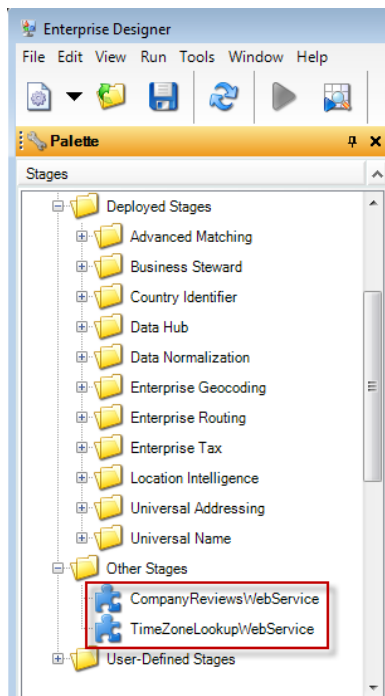 Enterprise Designer
File Edit View Run Tools Window Help
Palette
Stages
Deployed Stages
Advanced Matching
Business Steward
Country Identifier
Data Hub
Data Normalization
Enterprise Geocoding
Enterprise Routing
Enterprise Tax
Location Intelligence
Universal Addressing
Universal Name
Other Stages
CompanyReviewsWebService
TimeZoneLookupWebService
User-Defined Stages